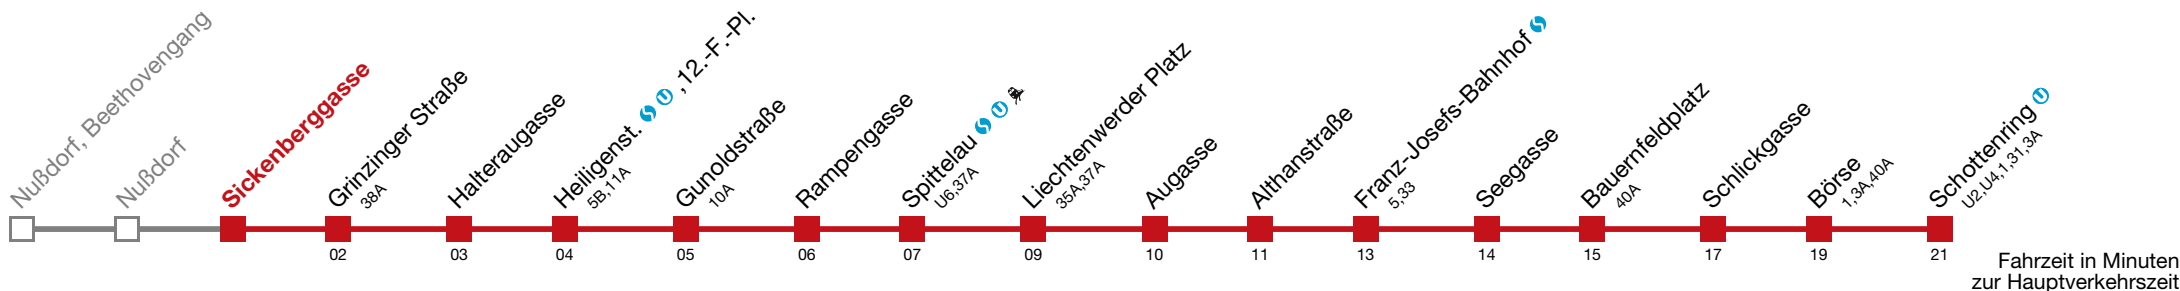 Nußdorf, Beethovengang
Nußdorf
Sickenberggasse
Grinzinger Straße
38A
Halteraugasse
Heiligenst. S U , 12.-F.-Pl.
5B,11A
Gunoldstraße
10A
Rampengasse
Spittelau S U
U6,37A
Liechtenwerder Platz
35A,37A
Augasse
Althanstraße
Franz-Josefs-Bahnhof S
5,33
Seegasse
Bauernfeldplatz
40A
Schlickgasse
Börse
1,3A,40A
Schottenring U
U2,U4,1,31,3A
02 03 04 05 06 07 09 10 11 13 14 15 17 19 21
Fahrzeit in Minuten
zur Hauptverkehrszeit